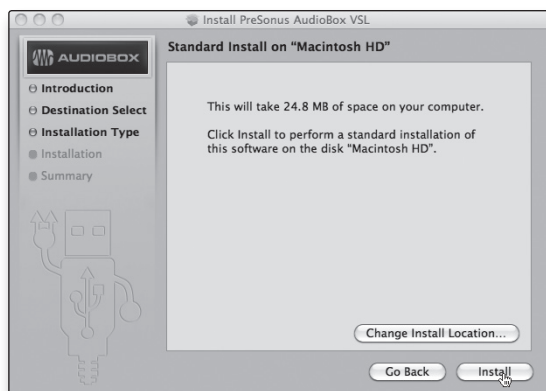 Install PreSonus AudioBox VSL
AUDIOBOX
Standard Install on “Macintosh HD”
Introduction
Destination Select
Installation Type
Installation
Summary
This will take 24.8 MB of space on your computer.
Click Install to perform a standard installation of
this software on the disk “Macintosh HD”.
Change Install Location...
Go Back
Install